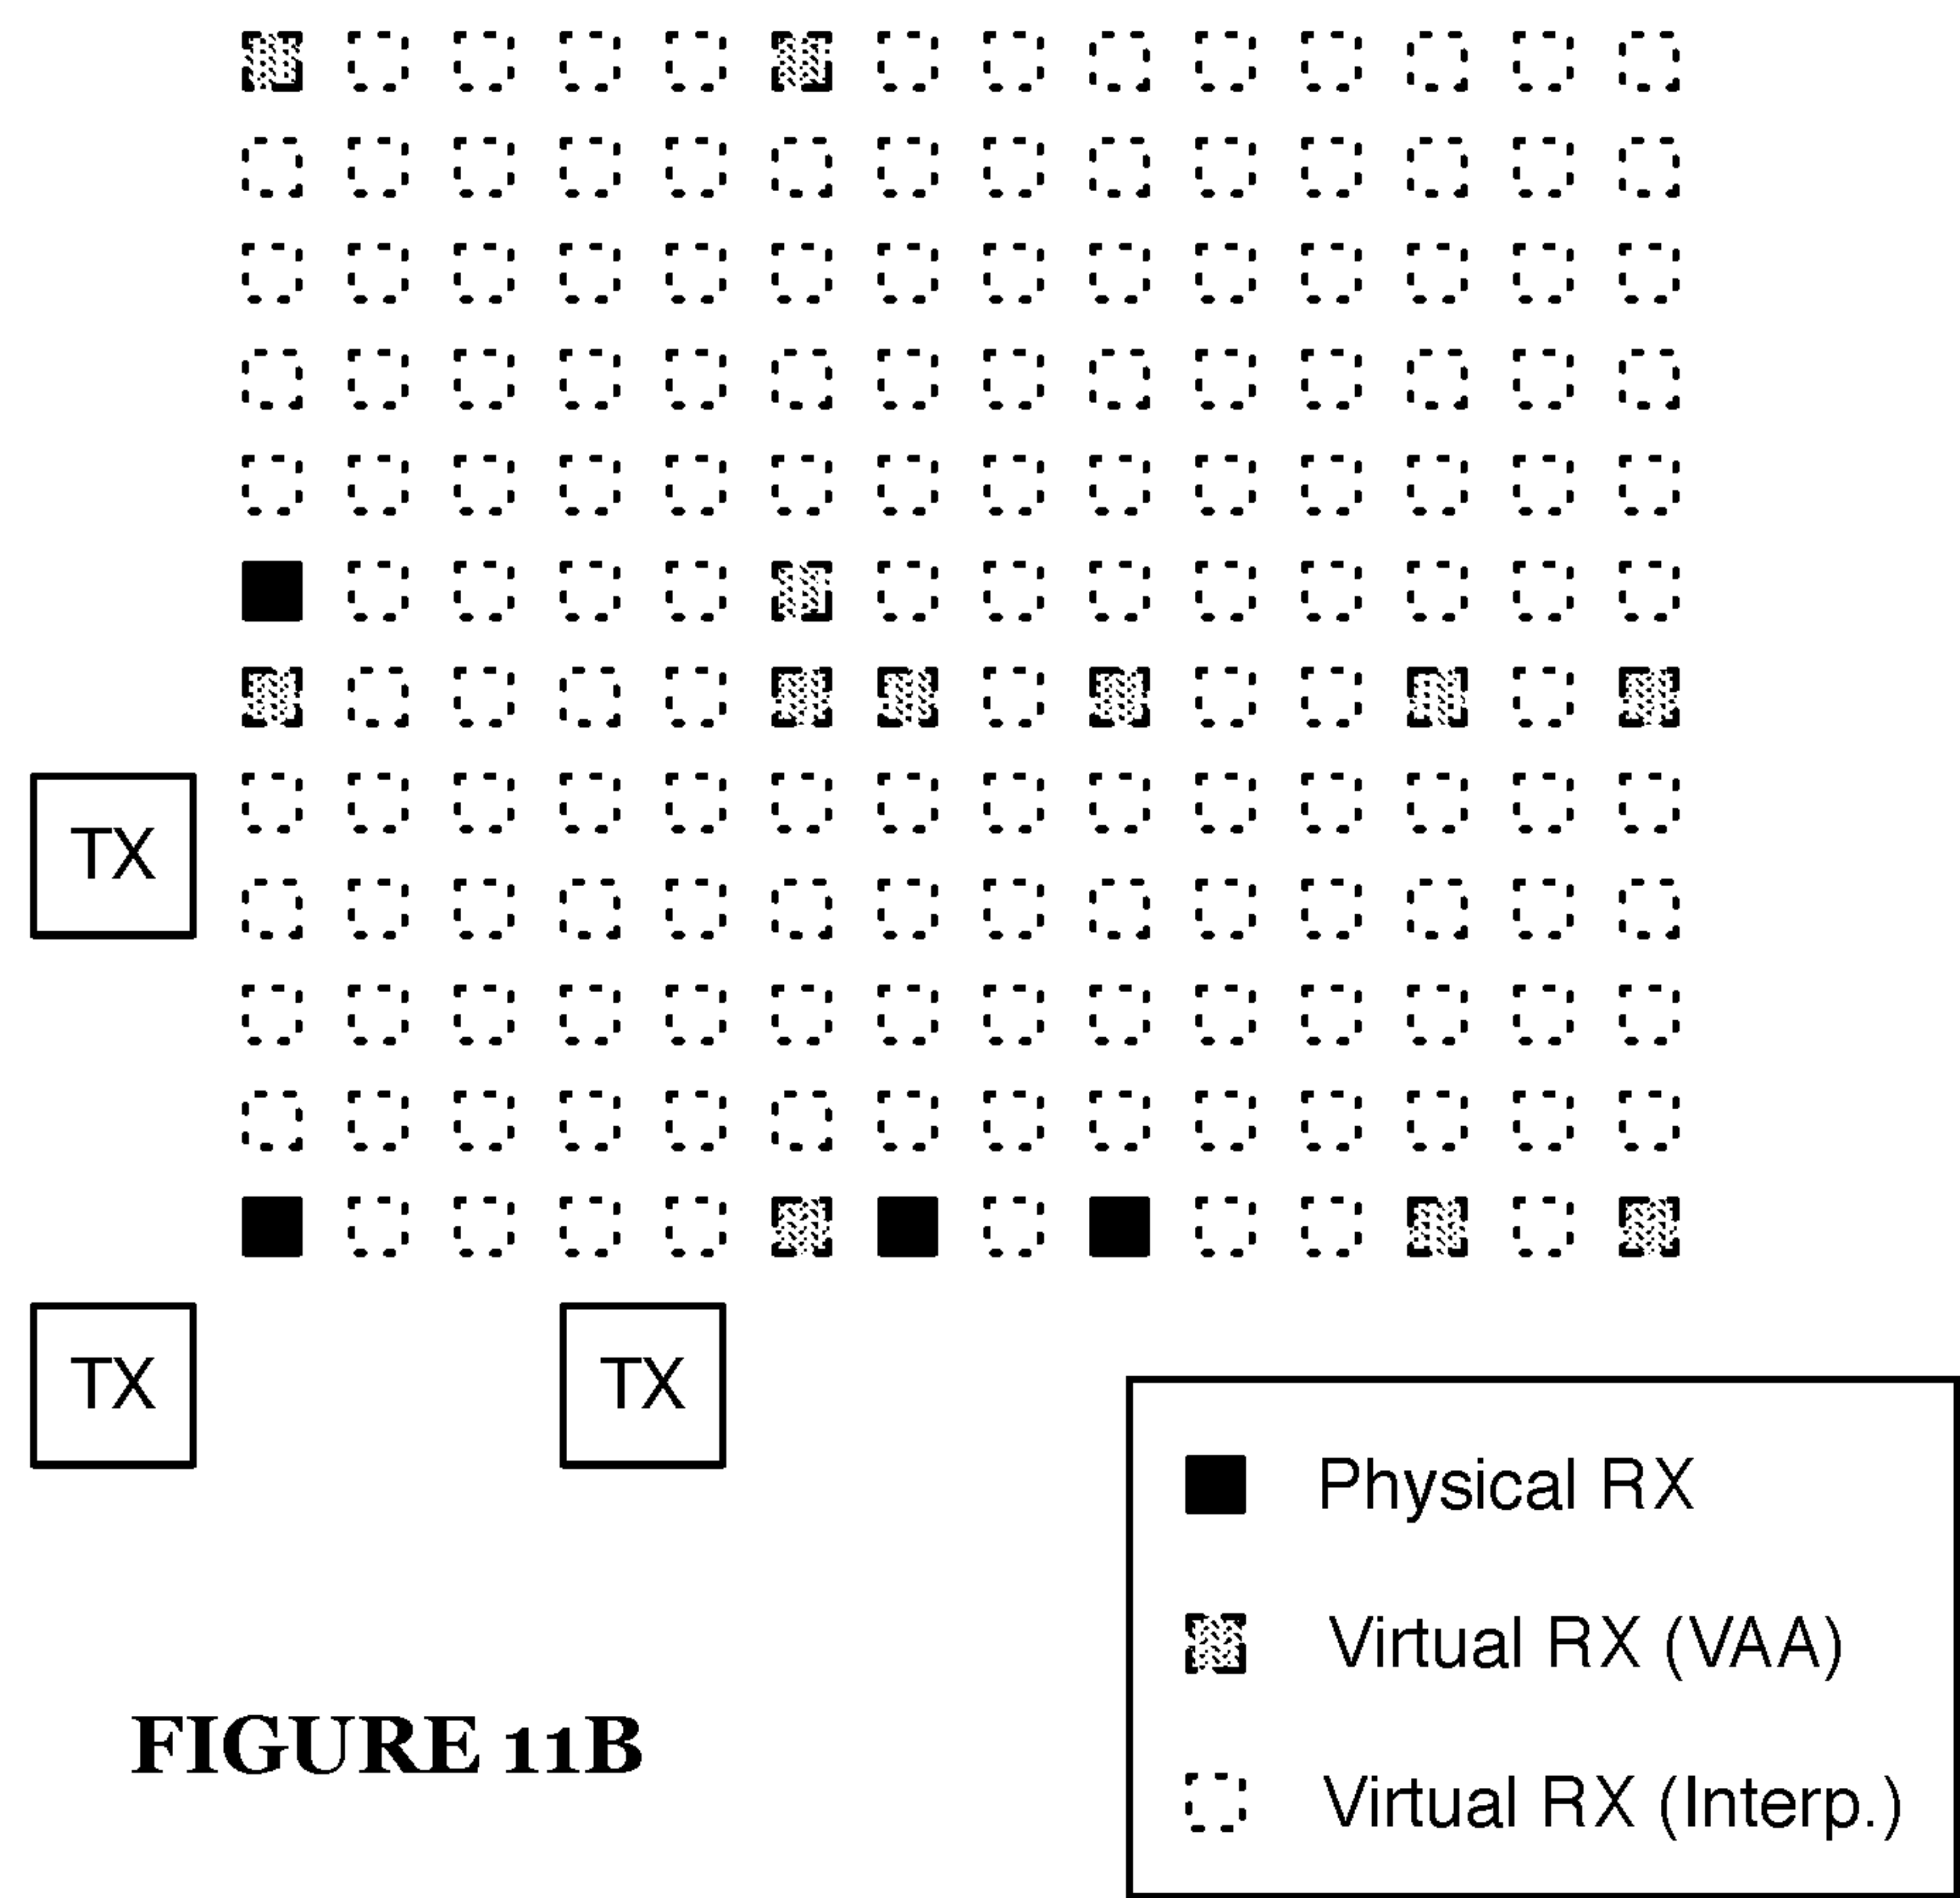 TX
TX
TX
Physical RX
Virtual RX (VAA)
Virtual RX (Interp.)
FIGURE 11B